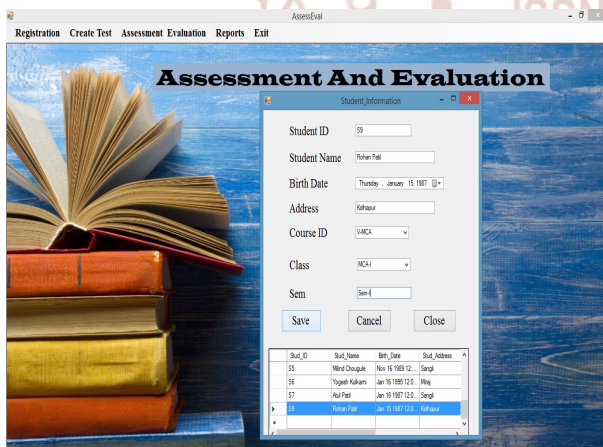 AssessEval
Registration Create Test Assessment Evaluation Reports Exit
Assessment And Evaluation
Student_Information
Student ID S9
Student Name Rohan Patil
Birth Date Thursday , January 15, 1987
Address Kolhapur
Course ID V-MCA
Class MCA-I
Sem Sem-I
Save Cancel Close
Stud_ID Stud_Name Birth_Date Stud_Address
S5 Milind Chougule Nov 16 1989 12:... Sangli
S6 Yogesh Kulkarni Jan 16 1995 12:0... Miraj
S7 Atul Patil Jan 16 1987 12:0... Sangli
S9 Rohan Patil Jan 15 1987 12:0... Kolhapur